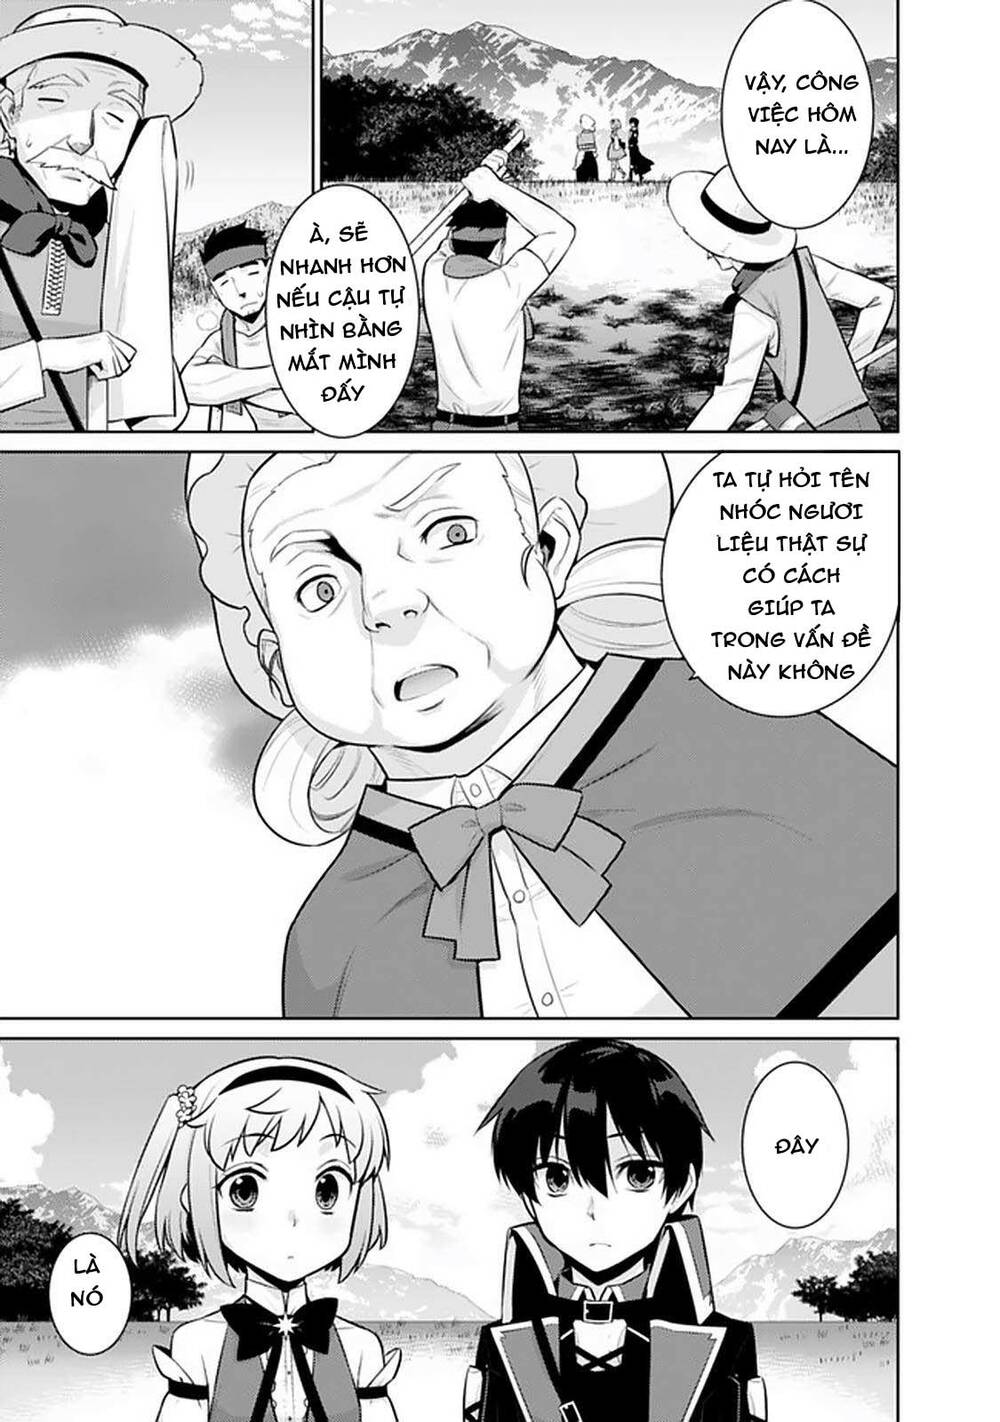 VẬY, CÔNG
VIỆC HÔM
NAY LÀ...
À, SẼ
NHANH HƠN
NẾU CẬU TỰ
NHÌN BẰNG
MẮT MÌNH
ĐẤY
TA TỰ HỎI TÊN
NHÓC NGƯƠI
LIỆU THẬT SỰ
CÓ CÁCH
GIÚP TA
TRONG VẤN ĐỀ
NÀY KHÔNG
ĐÂY
LÀ
NÓ